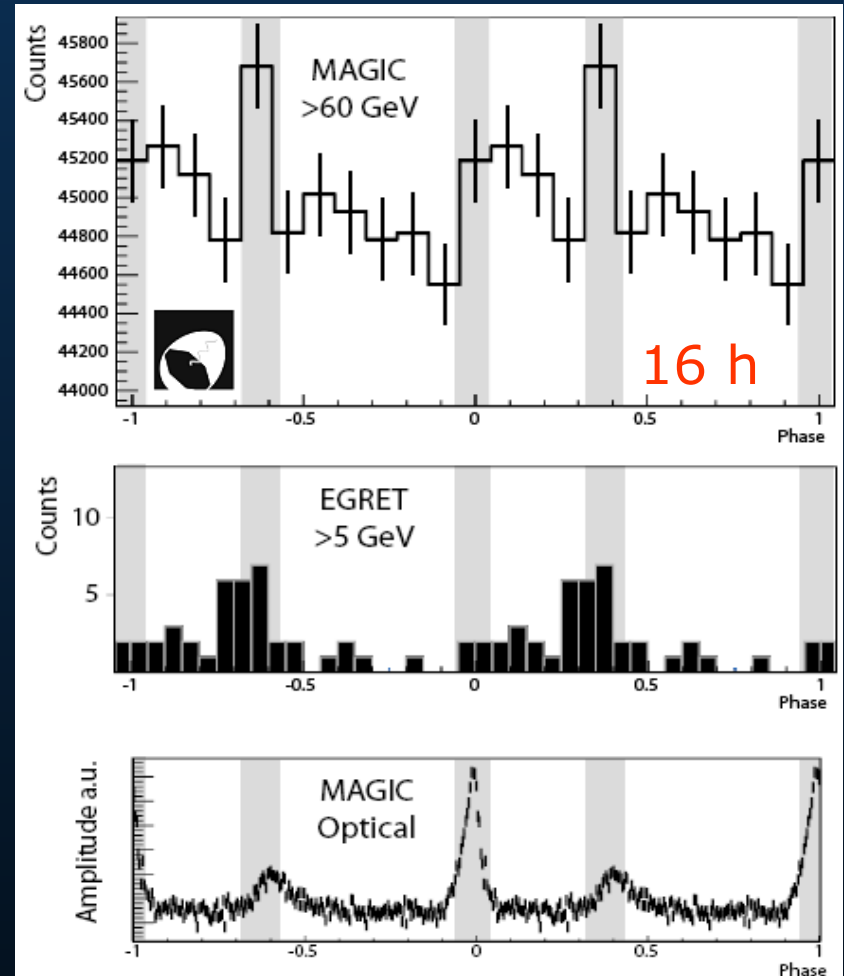 Counts
45800
45600
45400
45200
45000
44800
44600
44400
44200
44000
MAGIC
>60 GeV
16 h
-1 -0.5 0 0.5 1
Phase
Counts
10
5
EGRET
>5 GeV
-1 -0.5 0 0.5 1
Phase
Amplitude a.u.
MAGIC
Optical
-1 -0.5 0 0.5 1
Phase